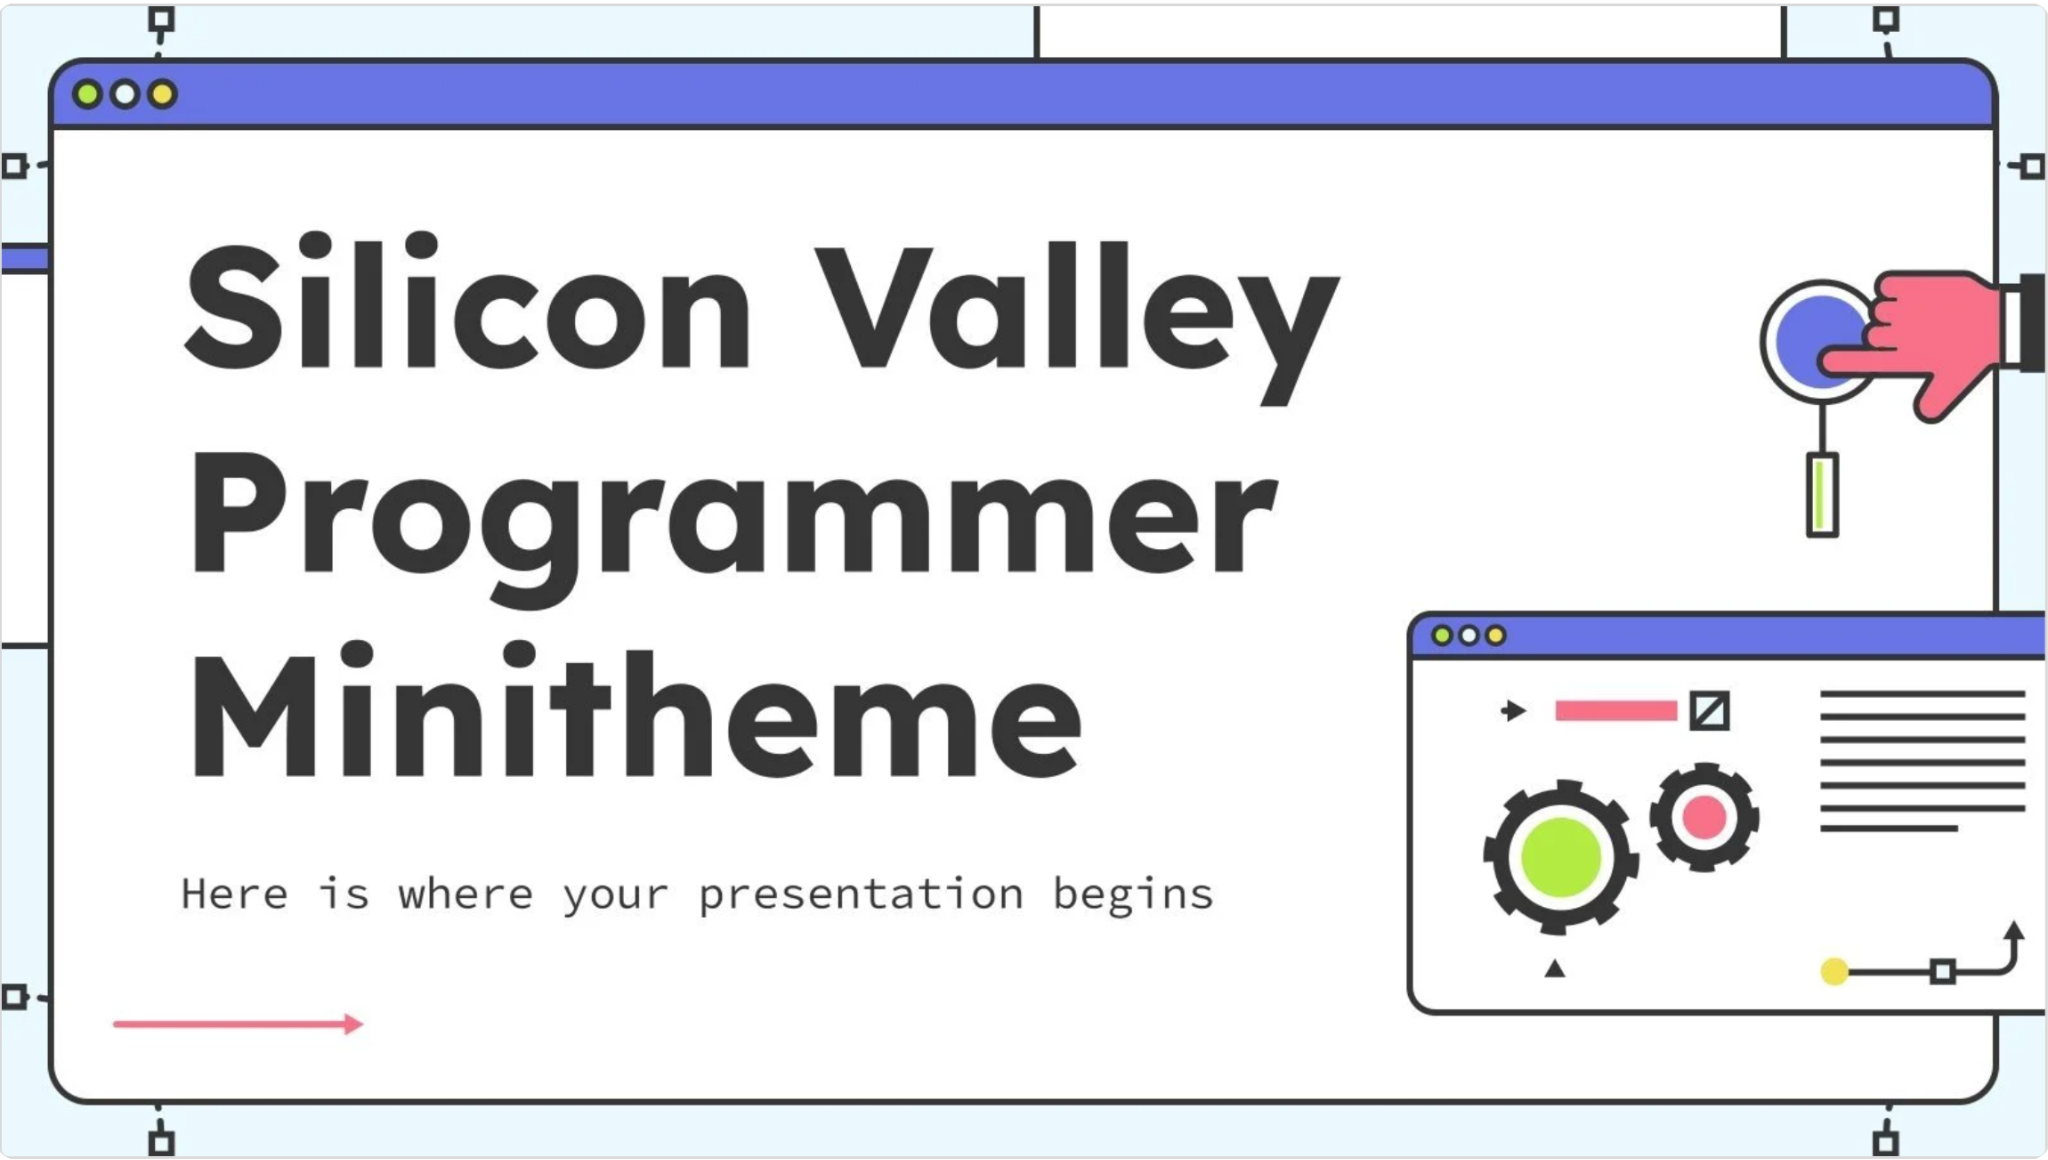 Silicon Valley
Programmer
Minitheme
Here is where your presentation begins